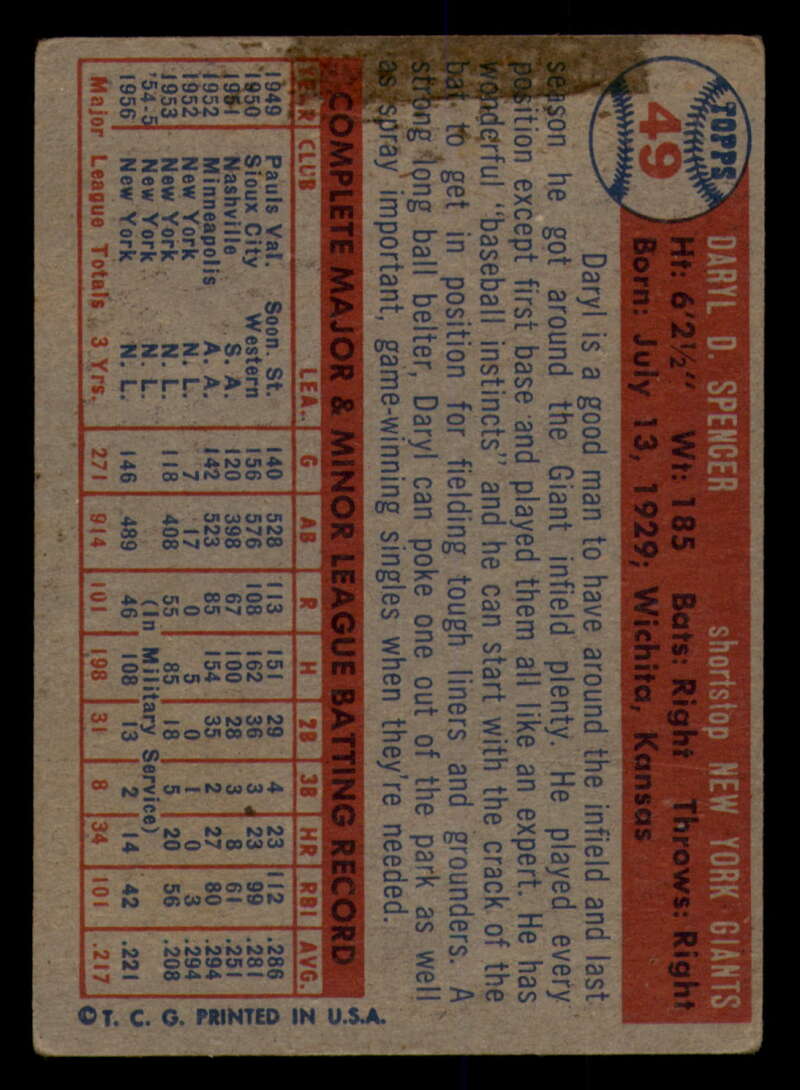 TOPPS
49
DARYL D. SPENCER shortstop NEW YORK GIANTS
Ht: 6'2½" Wt: 185 Bats: Right Throws: Right
Born: July 13, 1929; Wichita, Kansas
Daryl is a good man to have around the infield and last
season he got around the Giant infield plenty. He played every
position except first base and played them all like an expert. He has
wonderful "baseball instincts" and he can start with the crack of the
bat to get in position for fielding tough liners and grounders. A
strong long ball belter, Daryl can poke one out of the park as well
as spray important, game-winning singles when they're needed.
COMPLETE MAJOR & MINOR LEAGUE BATTING RECORD
YEAR CLUB LEA. G AB R H 2B 3B HR RBI AVG.
1949 Pauls Val. Soon. St. 140 528 113 151 29 4 23 112 .286
1950 Sioux City Western 156 576 108 162 36 3 23 99 .281
1951 Nashville S. A. 120 398 67 100 28 3 8 61 .251
1952 Minneapolis A. A. 142 523 85 154 35 2 27 80 .294
1952 New York N. L. 7 17 0 5 0 1 0 3 .294
1953 New York N. L. 118 408 55 85 18 5 20 56 .208
'54-5 New York N. L. (In Military Service)
1956 New York N. L. 146 489 46 108 13 2 14 42 .221
Major League Totals 3 Yrs. 271 914 101 198 31 8 34 101 .217
© T. C. G. PRINTED IN U.S.A.